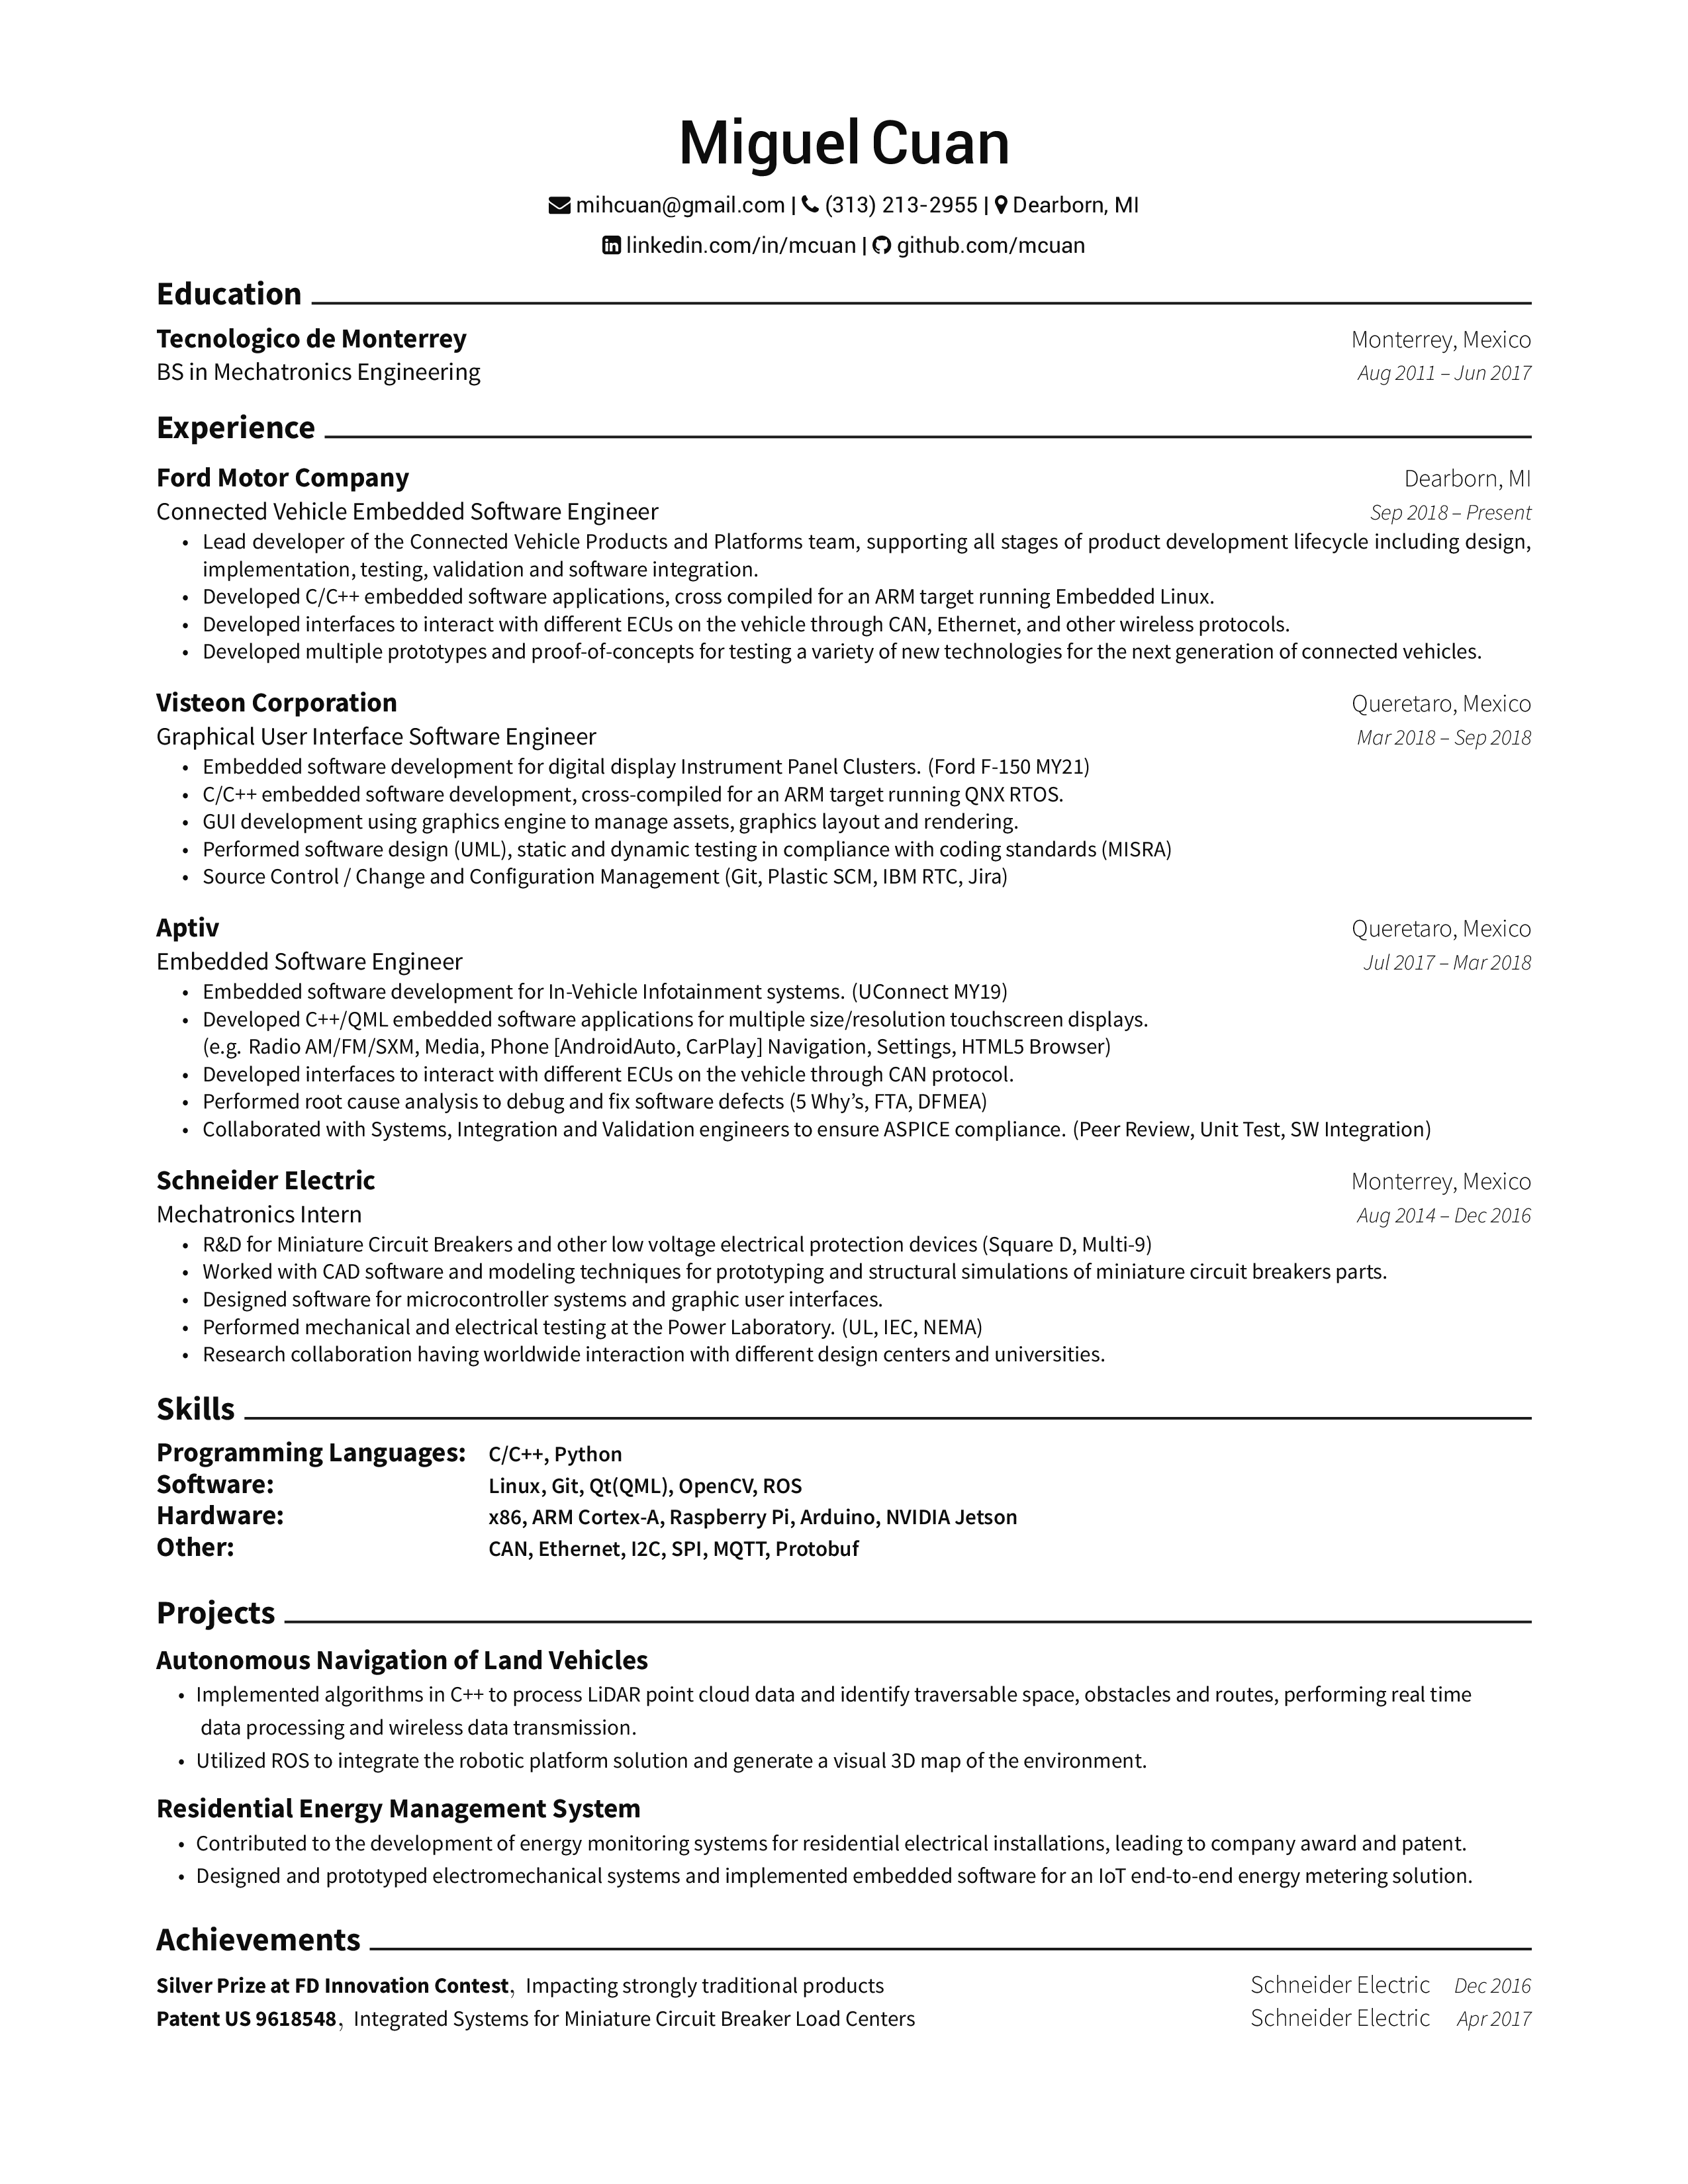 Miguel Cuan
mihcuan@gmail.com | (313) 213-2955 | Dearborn, MI
linkedin.com/in/mcuan | github.com/mcuan
Education
Tecnologico de Monterrey Monterrey, Mexico
BS in Mechatronics Engineering Aug 2011 – Jun 2017
Experience
Ford Motor Company Dearborn, MI
Connected Vehicle Embedded Software Engineer Sep 2018 – Present
• Lead developer of the Connected Vehicle Products and Platforms team, supporting all stages of product development lifecycle including design,
implementation, testing, validation and software integration.
• Developed C/C++ embedded software applications, cross compiled for an ARM target running Embedded Linux.
• Developed interfaces to interact with different ECUs on the vehicle through CAN, Ethernet, and other wireless protocols.
• Developed multiple prototypes and proof-of-concepts for testing a variety of new technologies for the next generation of connected vehicles.
Visteon Corporation Queretaro, Mexico
Graphical User Interface Software Engineer Mar 2018 – Sep 2018
• Embedded software development for digital display Instrument Panel Clusters. (Ford F-150 MY21)
• C/C++ embedded software development, cross-compiled for an ARM target running QNX RTOS.
• GUI development using graphics engine to manage assets, graphics layout and rendering.
• Performed software design (UML), static and dynamic testing in compliance with coding standards (MISRA)
• Source Control / Change and Configuration Management (Git, Plastic SCM, IBM RTC, Jira)
Aptiv Queretaro, Mexico
Embedded Software Engineer Jul 2017 – Mar 2018
• Embedded software development for In-Vehicle Infotainment systems. (UConnect MY19)
• Developed C++/QML embedded software applications for multiple size/resolution touchscreen displays.
(e.g. Radio AM/FM/SXM, Media, Phone [AndroidAuto, CarPlay] Navigation, Settings, HTML5 Browser)
• Developed interfaces to interact with different ECUs on the vehicle through CAN protocol.
• Performed root cause analysis to debug and fix software defects (5 Why’s, FTA, DFMEA)
• Collaborated with Systems, Integration and Validation engineers to ensure ASPICE compliance. (Peer Review, Unit Test, SW Integration)
Schneider Electric Monterrey, Mexico
Mechatronics Intern Aug 2014 – Dec 2016
• R&D for Miniature Circuit Breakers and other low voltage electrical protection devices (Square D, Multi-9)
• Worked with CAD software and modeling techniques for prototyping and structural simulations of miniature circuit breakers parts.
• Designed software for microcontroller systems and graphic user interfaces.
• Performed mechanical and electrical testing at the Power Laboratory. (UL, IEC, NEMA)
• Research collaboration having worldwide interaction with different design centers and universities.
Skills
Programming Languages: C/C++, Python
Software: Linux, Git, Qt(QML), OpenCV, ROS
Hardware: x86, ARM Cortex-A, Raspberry Pi, Arduino, NVIDIA Jetson
Other: CAN, Ethernet, I2C, SPI, MQTT, Protobuf
Projects
Autonomous Navigation of Land Vehicles
• Implemented algorithms in C++ to process LiDAR point cloud data and identify traversable space, obstacles and routes, performing real time
data processing and wireless data transmission.
• Utilized ROS to integrate the robotic platform solution and generate a visual 3D map of the environment.
Residential Energy Management System
• Contributed to the development of energy monitoring systems for residential electrical installations, leading to company award and patent.
• Designed and prototyped electromechanical systems and implemented embedded software for an IoT end-to-end energy metering solution.
Achievements
Silver Prize at FD Innovation Contest, Impacting strongly traditional products Schneider Electric Dec 2016
Patent US 9618548, Integrated Systems for Miniature Circuit Breaker Load Centers Schneider Electric Apr 2017